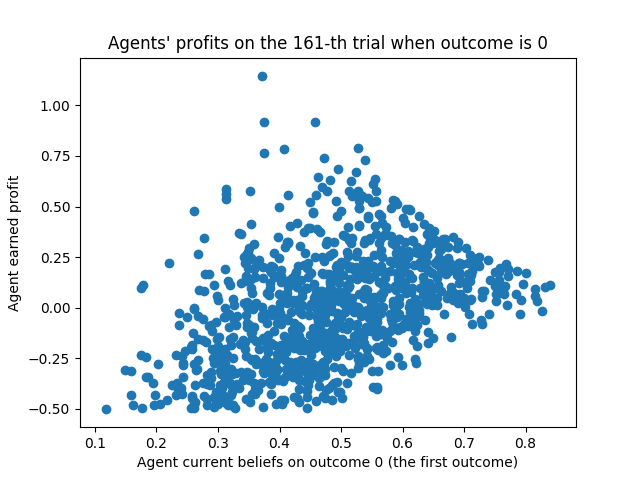 Agents' profits on the 161-th trial when outcome is 0
1.00
0.75
0.50
0.25
0.00
−0.25
−0.50
Agent earned profit
0.1 0.2 0.3 0.4 0.5 0.6 0.7 0.8
Agent current beliefs on outcome 0 (the first outcome)